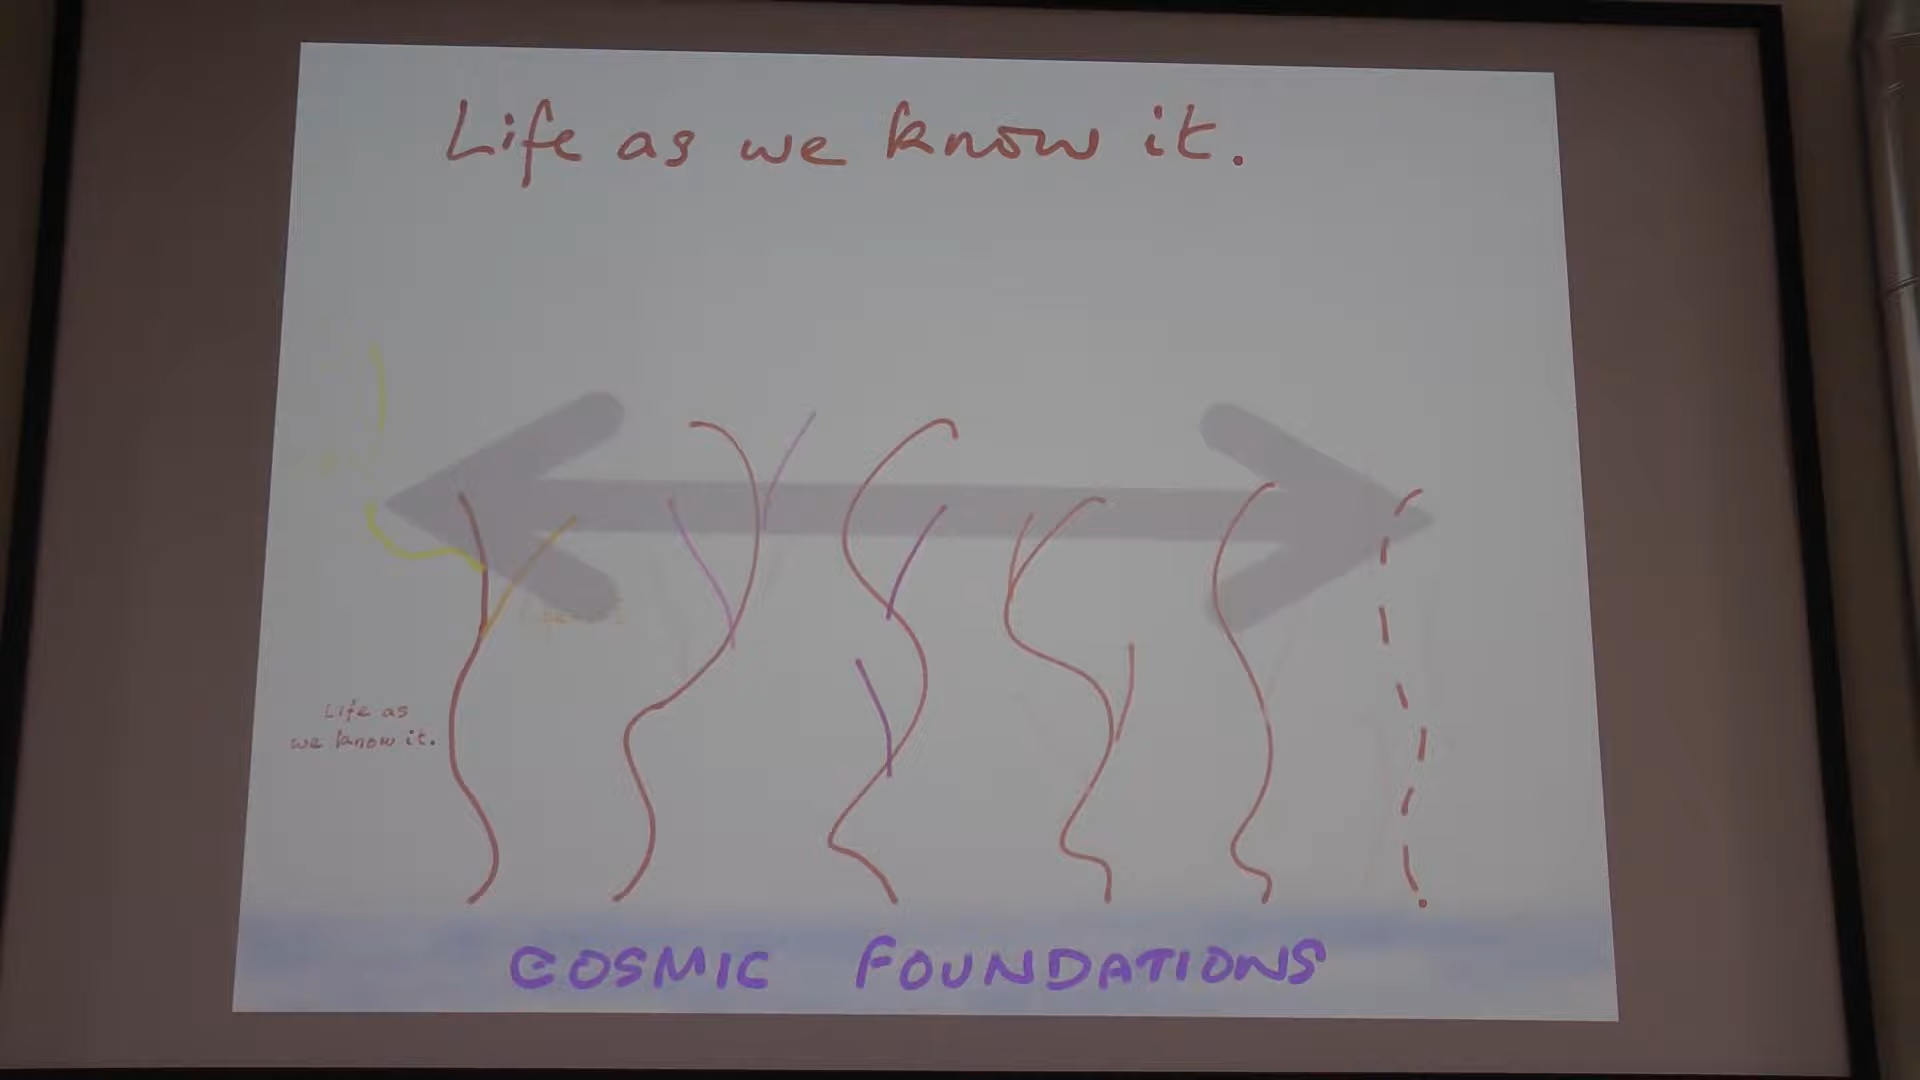 Life as we know it.
Life as
we know it.
COSMIC FOUNDATIONS